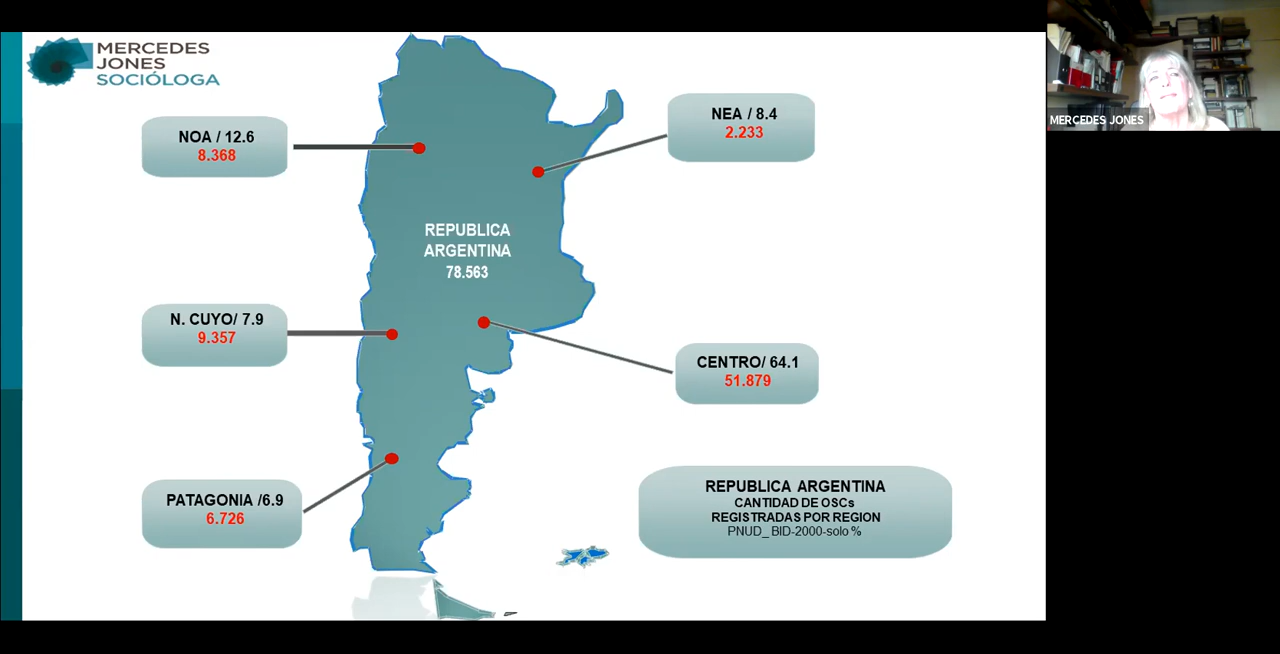 MERCEDES
JONES
SOCIÓLOGA
NOA / 12.6
8.368
NEA / 8.4
2.233
REPUBLICA
ARGENTINA
78.563
N. CUYO/ 7.9
9.357
CENTRO/ 64.1
51.879
PATAGONIA /6.9
6.726
REPUBLICA ARGENTINA
CANTIDAD DE OSCs
REGISTRADAS POR REGION
PNUD_ BID-2000-solo %
MERCEDES JONES